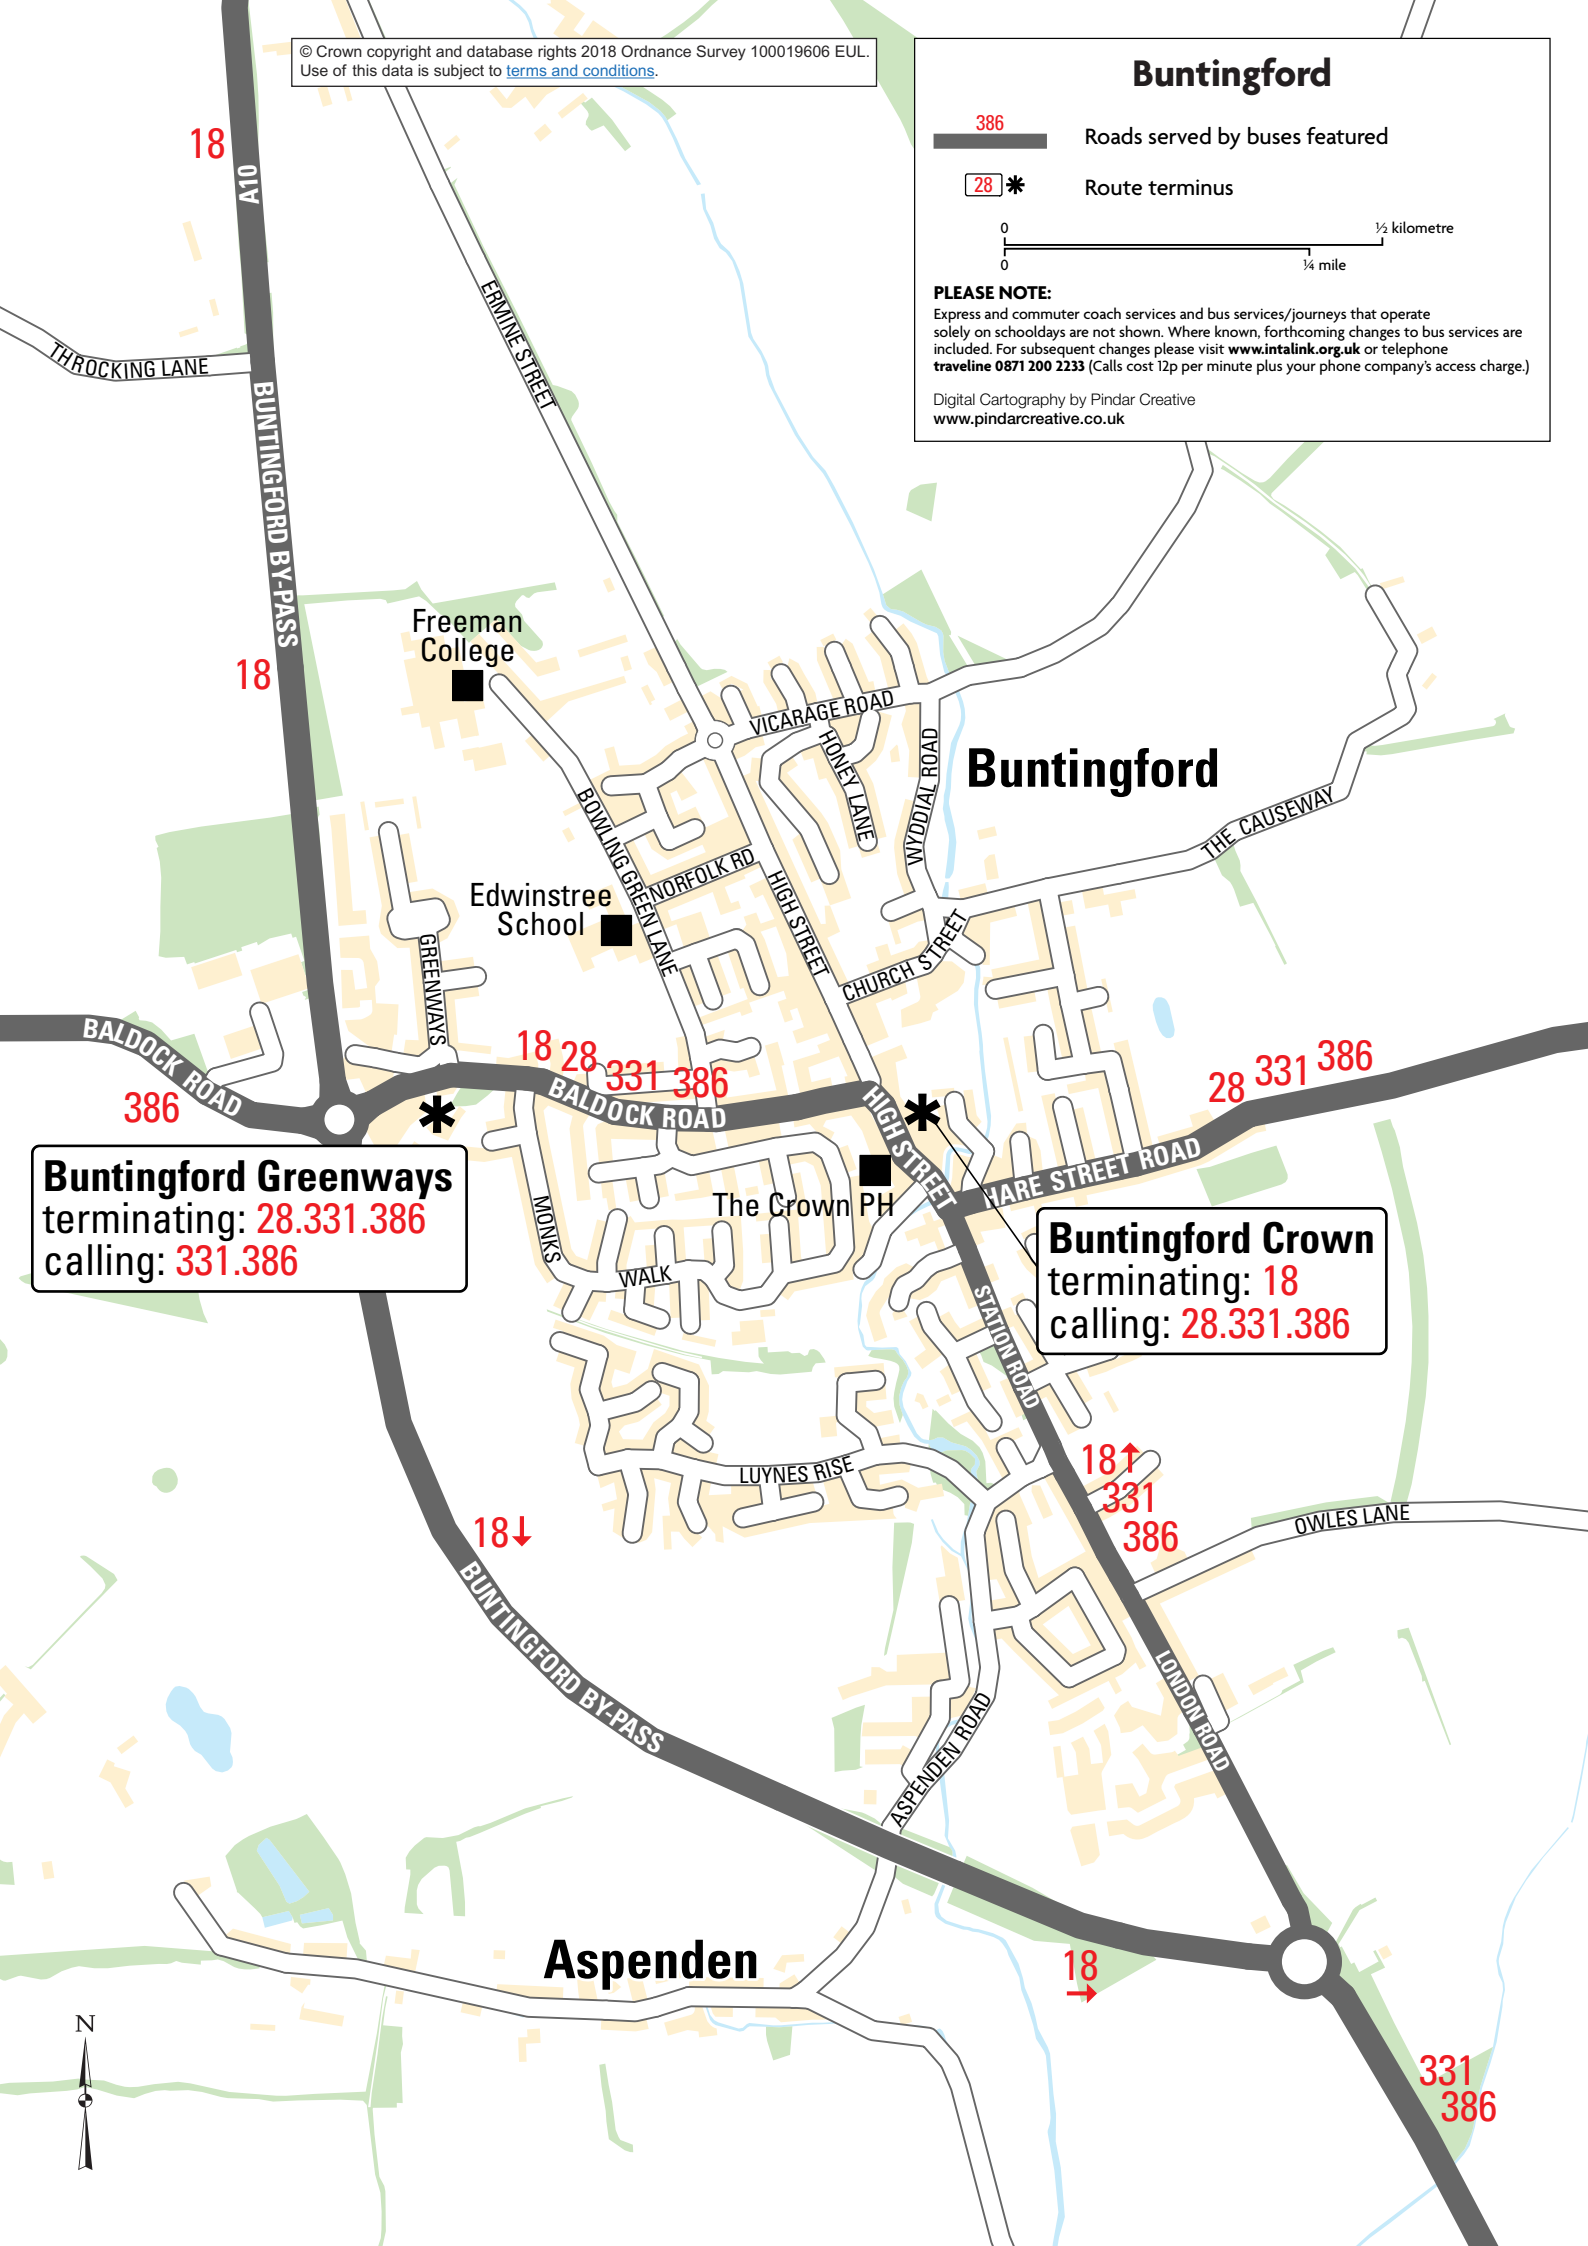 © Crown copyright and database rights 2018 Ordnance Survey 100019606 EUL.
Use of this data is subject to terms and conditions.
Buntingford
386
Roads served by buses featured
28 *
Route terminus
0
½ kilometre
0
¼ mile
PLEASE NOTE:
Express and commuter coach services and bus services/journeys that operate
solely on schooldays are not shown. Where known, forthcoming changes to bus services are
included. For subsequent changes please visit www.intalink.org.uk or telephone
traveline 0871 200 2233 (Calls cost 12p per minute plus your phone company's access charge.)
Digital Cartography by Pindar Creative
www.pindarcreative.co.uk
18
A10
ERMINE STREET
THROCKING LANE
BUNTINGFORD BY-PASS
Freeman
College
18
VICARAGE ROAD
HONEY LANE
WYDDIAL ROAD
Buntingford
BOWLING GREEN LANE
THE CAUSEWAY
NORFOLK RD
Edwinstree
School
HIGH STREET
GREENWAYS
CHURCH STREET
BALDOCK ROAD
386
18
28
331
386
BALDOCK ROAD
*
HIGH STREET
*
28
331
386
HARE STREET ROAD
Buntingford Greenways
terminating: 28.331.386
calling: 331.386
MONKS
WALK
The Crown PH
Buntingford Crown
terminating: 18
calling: 28.331.386
STATION ROAD
LUYNES RISE
18↑
331
386
OWLES LANE
18↓
BUNTINGFORD BY-PASS
LONDON ROAD
ASPENDEN ROAD
Aspenden
18
→
N
331
386